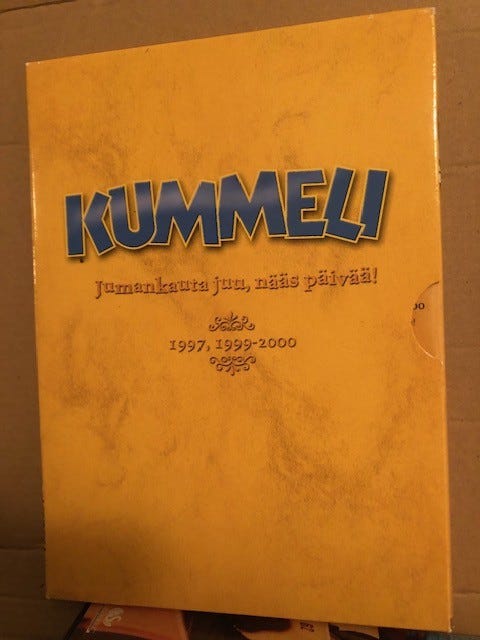 KUMMELI
Jumankauta juu, nääs päivää!
1997, 1999-2000